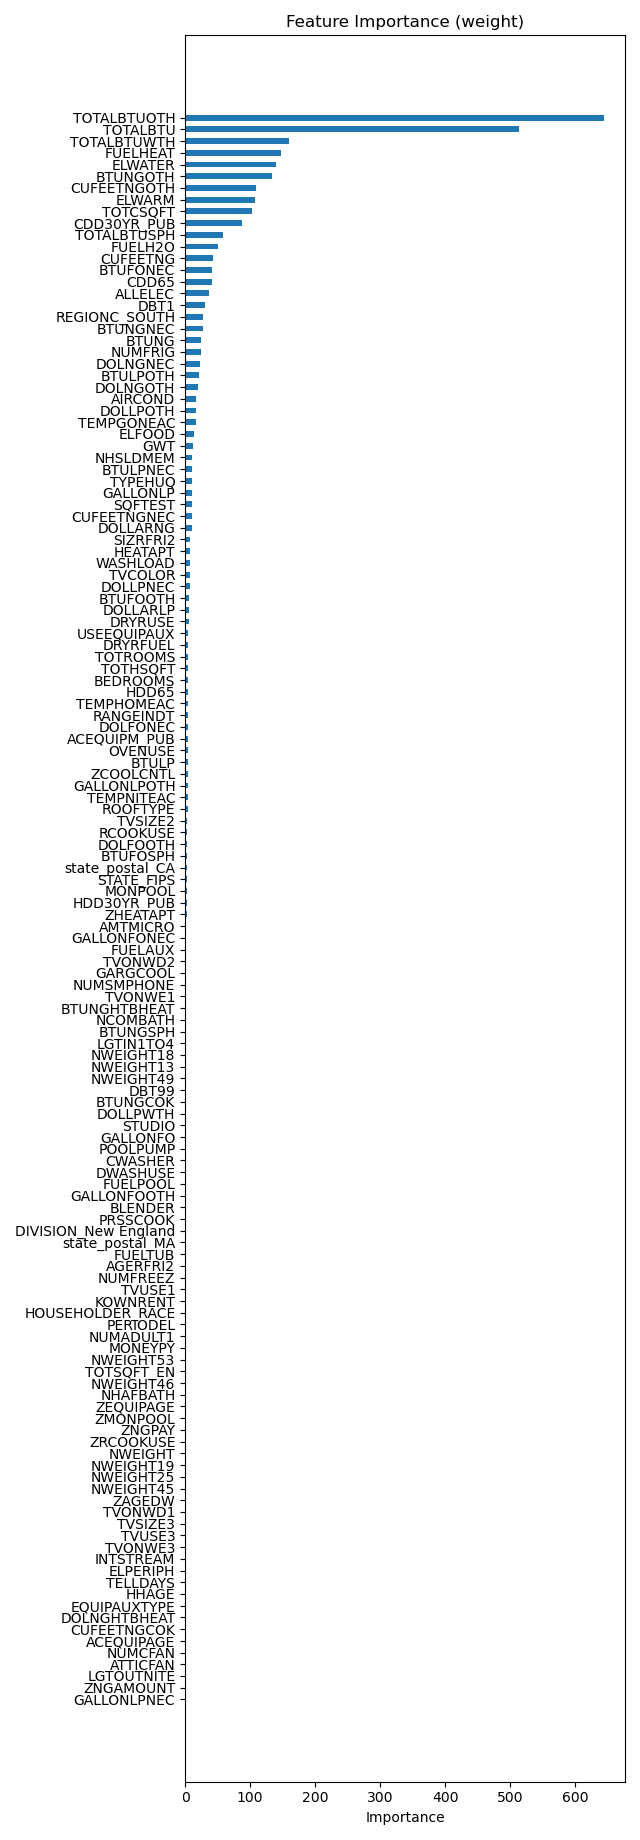 Feature Importance (weight)
TOTALBTUOTH
TOTALBTU
TOTALBTUWTH
FUELHEAT
ELWATER
BTUNGOTH
CUFEETNGOTH
ELWARM
TOTCSQFT
CDD30YR_PUB
TOTALBTUSPH
FUELH2O
CUFEETNG
BTUFONEC
CDD65
ALLELEC
DBT1
REGIONC_SOUTH
BTUNGNEC
BTUNG
NUMFRIG
DOLNGNEC
BTULPOTH
DOLNGOTH
AIRCOND
DOLLPOTH
TEMPGONEAC
ELFOOD
GWT
NHSLDMEM
BTULPNEC
TYPEHUQ
GALLONLP
SQFTEST
CUFEETNGNEC
DOLLARNG
SIZRFRI2
HEATAPT
WASHLOAD
TVCOLOR
DOLLPNEC
BTUFOOTH
DOLLARLP
DRYRUSE
USEEQUIPAUX
DRYRFUEL
TOTROOMS
TOTHSQFT
BEDROOMS
HDD65
TEMPHOMEAC
RANGEINDT
DOLFONEC
ACEQUIPM_PUB
OVENUSE
BTULP
ZCOOLCNTL
GALLONLPOTH
TEMPNITEAC
ROOFTYPE
TVSIZE2
RCOOKUSE
DOLFOOTH
BTUFOSPH
state_postal_CA
STATE_FIPS
MONPOOL
HDD30YR_PUB
ZHEATAPT
AMTMICRO
GALLONFONEC
FUELAUX
TVONWD2
GARGCOOL
NUMSMPHONE
TVONWE1
BTUNGHTBHEAT
NCOMBATH
BTUNGSPH
LGTIN1TO4
NWEIGHT18
NWEIGHT13
NWEIGHT49
DBT99
BTUNGCOK
DOLLPWTH
STUDIO
GALLONFO
POOLPUMP
CWASHER
DWASHUSE
FUELPOOL
GALLONFOOTH
BLENDER
PRSSCOOK
DIVISION_New England
state_postal_MA
FUELTUB
AGERFRI2
NUMFREEZ
TVUSE1
KOWNRENT
HOUSEHOLDER_RACE
PERTODEL
NUMADULT1
MONEYPY
NWEIGHT53
TOTSQFT_EN
NWEIGHT46
NHAFBATH
ZEQUIPAGE
ZMONPOOL
ZNGPAY
ZRCOOKUSE
NWEIGHT
NWEIGHT19
NWEIGHT25
NWEIGHT45
ZAGEDW
TVONWD1
TVSIZE3
TVUSE3
TVONWE3
INTSTREAM
ELPERIPH
TELLDAYS
HHAGE
EQUIPAUXTYPE
DOLNGHTBHEAT
CUFEETNGCOK
ACEQUIPAGE
NUMCFAN
ATTICFAN
LGTOUTNITE
ZNGAMOUNT
GALLONLPNEC
0 100 200 300 400 500 600
Importance